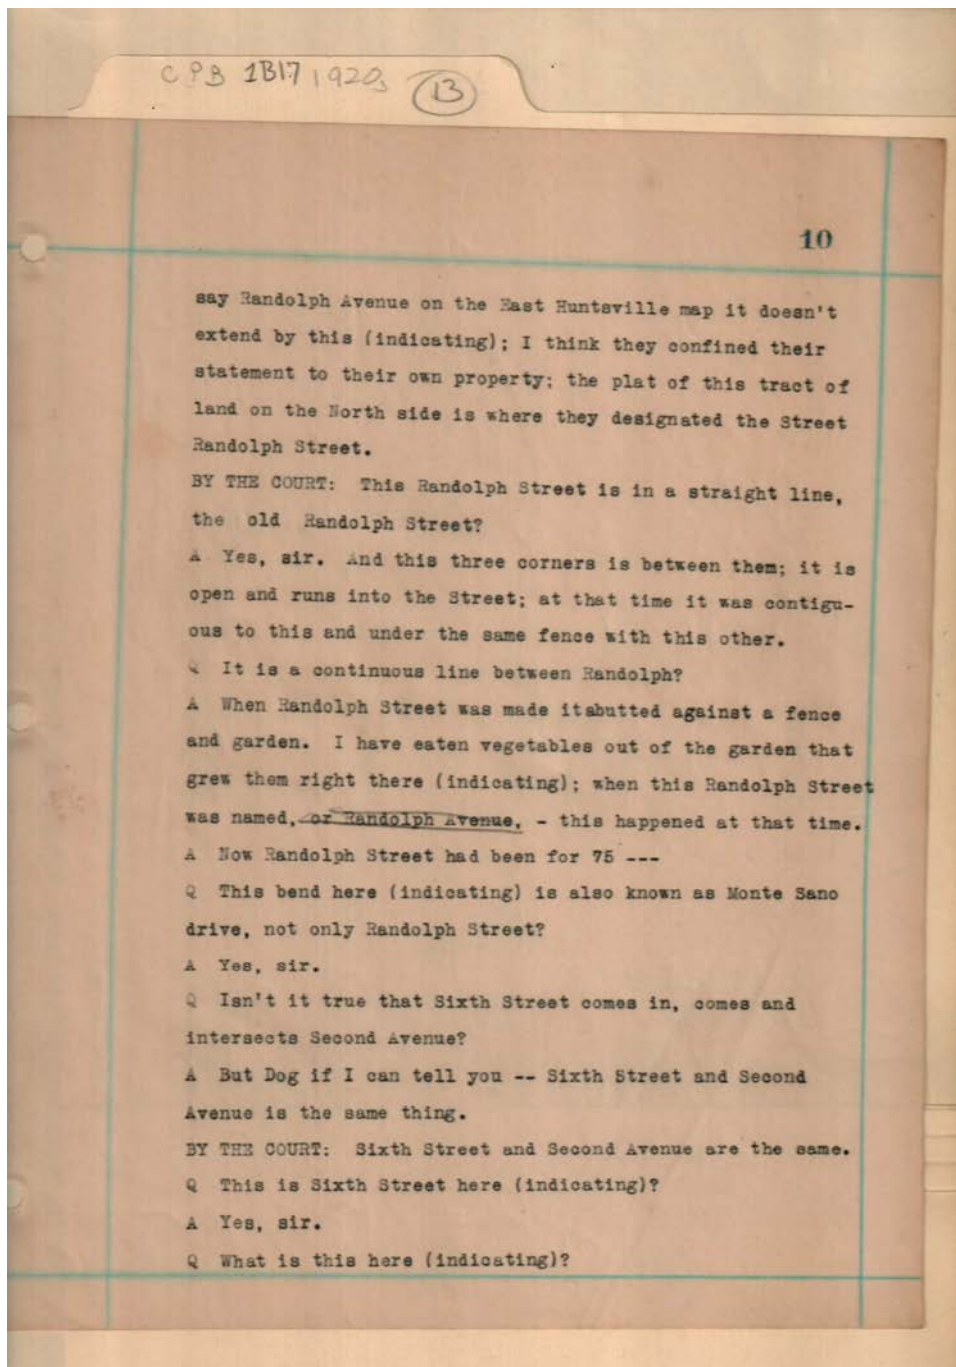 CPB 1B17 1920s 13
10
say Randolph Avenue on the East Huntsville map it doesn't
extend by this (indicating); I think they confined their
statement to their own property; the plat of this tract of
land on the North side is where they designated the Street
Randolph Street.
BY THE COURT: This Randolph Street is in a straight line,
the old Randolph Street?
A Yes, sir. And this three corners is between them; it is
open and runs into the Street; at that time it was contigu-
ous to this and under the same fence with this other.
Q It is a continuous line between Randolph?
A When Randolph Street was made itabutted against a fence
and garden. I have eaten vegetables out of the garden that
grew them right there (indicating); when this Randolph Street
was named, or Randolph Avenue, - this happened at that time.
A Now Randolph Street had been for 75 ---
Q This bend here (indicating) is also known as Monte Sano
drive, not only Randolph Street?
A Yes, sir.
Q Isn't it true that Sixth Street comes in, comes and
intersects Second Avenue?
A But Dog if I can tell you -- Sixth Street and Second
Avenue is the same thing.
BY THE COURT: Sixth Street and Second Avenue are the same.
Q This is Sixth Street here (indicating)?
A Yes, sir.
Q What is this here (indicating)?